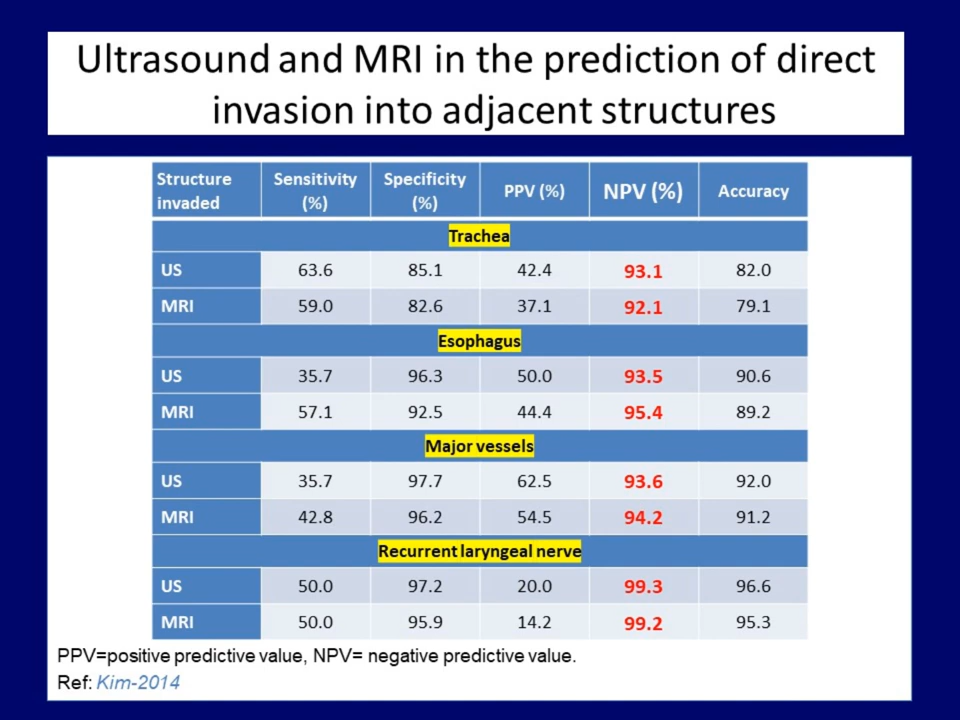 Ultrasound and MRI in the prediction of direct
invasion into adjacent structures
Structure invaded Sensitivity (%) Specificity (%) PPV (%) NPV (%) Accuracy
Trachea
US 63.6 85.1 42.4 93.1 82.0
MRI 59.0 82.6 37.1 92.1 79.1
Esophagus
US 35.7 96.3 50.0 93.5 90.6
MRI 57.1 92.5 44.4 95.4 89.2
Major vessels
US 35.7 97.7 62.5 93.6 92.0
MRI 42.8 96.2 54.5 94.2 91.2
Recurrent laryngeal nerve
US 50.0 97.2 20.0 99.3 96.6
MRI 50.0 95.9 14.2 99.2 95.3
PPV=positive predictive value, NPV= negative predictive value.
Ref: Kim-2014